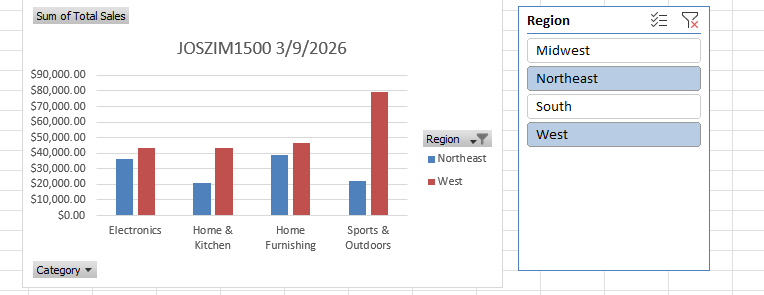 Sum of Total Sales
JOSZIM1500 3/9/2026
$90,000.00
$80,000.00
$70,000.00
$60,000.00
$50,000.00
$40,000.00
$30,000.00
$20,000.00
$10,000.00
$0.00
Electronics
Home &
Kitchen
Home
Furnishing
Sports &
Outdoors
Region
Northeast
West
Category
Region
Midwest
Northeast
South
West